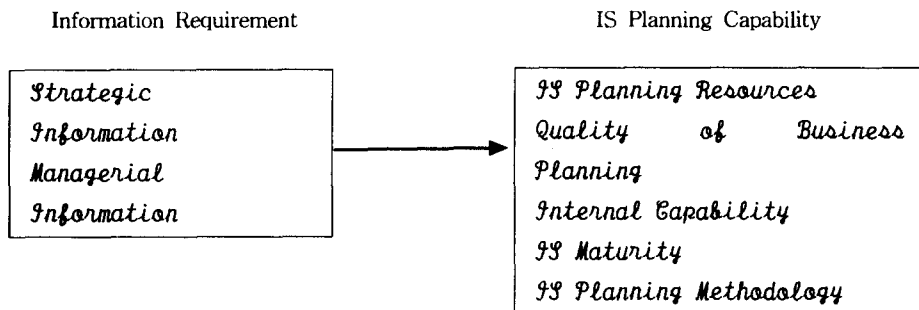 Information Requirement
IS Planning Capability
Strategic
Information
Managerial
Information
IS Planning Resources
Quality of Business
Planning
Internal Capability
IS Maturity
IS Planning Methodology